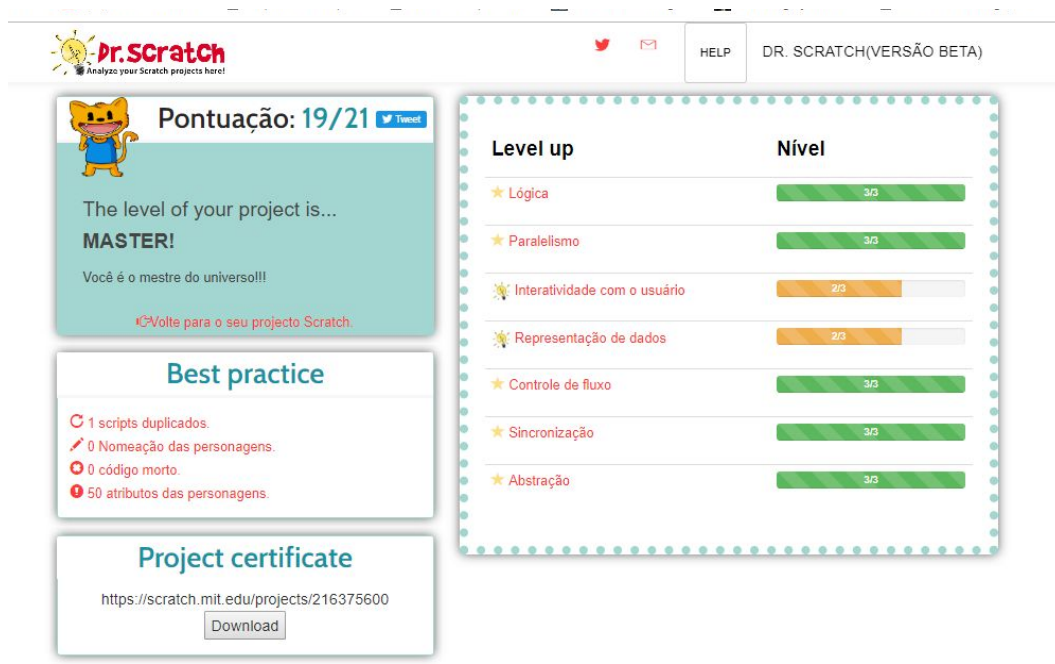 Dr.Scratch
Analyze your Scratch projects here!
HELP
DR. SCRATCH(VERSÃO BETA)
Pontuação: 19/21 Tweet
The level of your project is...
MASTER!
Você é o mestre do universo!!!
Volte para o seu projecto Scratch.
Best practice
1 scripts duplicados.
0 Nomeação das personagens.
0 código morto.
50 atributos das personagens.
Project certificate
https://scratch.mit.edu/projects/216375600
Download
Level up Nível
Lógica 3/3
Paralelismo 3/3
Interatividade com o usuário 2/3
Representação de dados 2/3
Controle de fluxo 3/3
Sincronização 3/3
Abstração 3/3